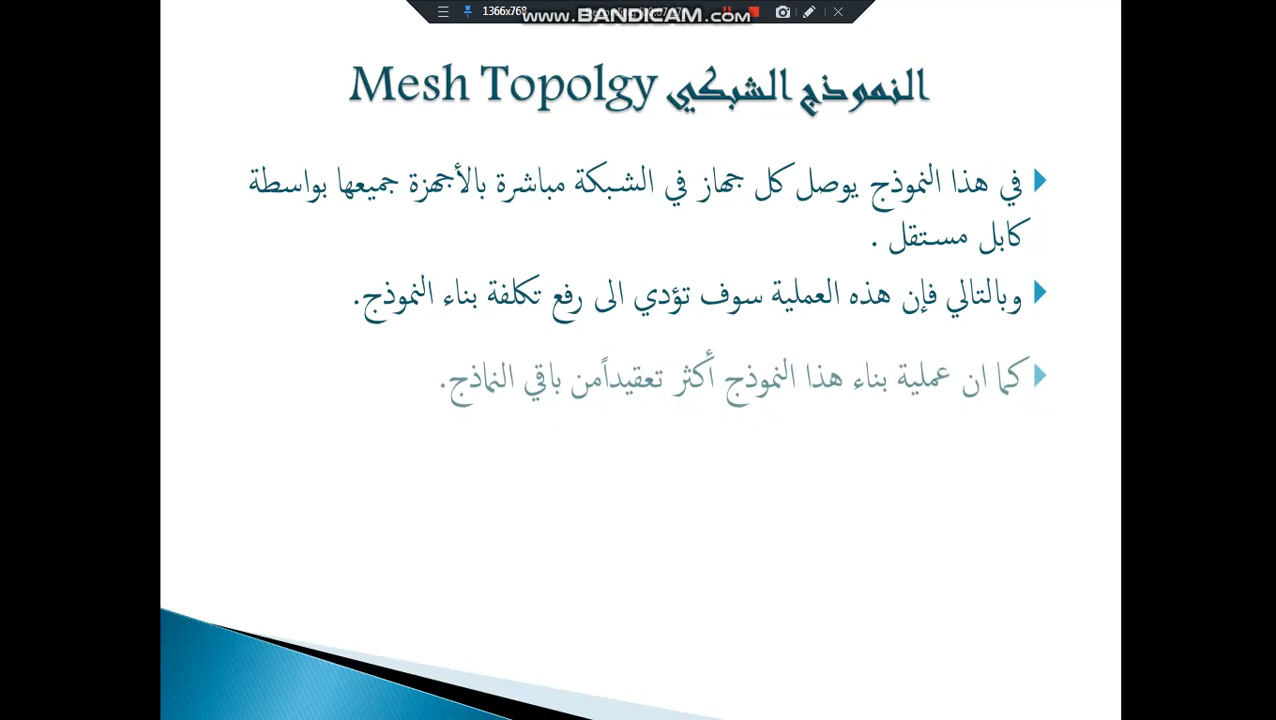 1366x768
www.BANDICAM.com
النموذج الشبكي Mesh Topolgy
في هذا النموذج يوصل كل جهاز في الشبكة مباشرة بالأجهزة جميعها بواسطة
كابل مستقل .
وبالتالي فإن هذه العملية سوف تؤدي الى رفع تكلفة بناء النموذج.
كما ان عملية بناء هذا النموذج أكثر تعقيداًمن باقي النماذج.